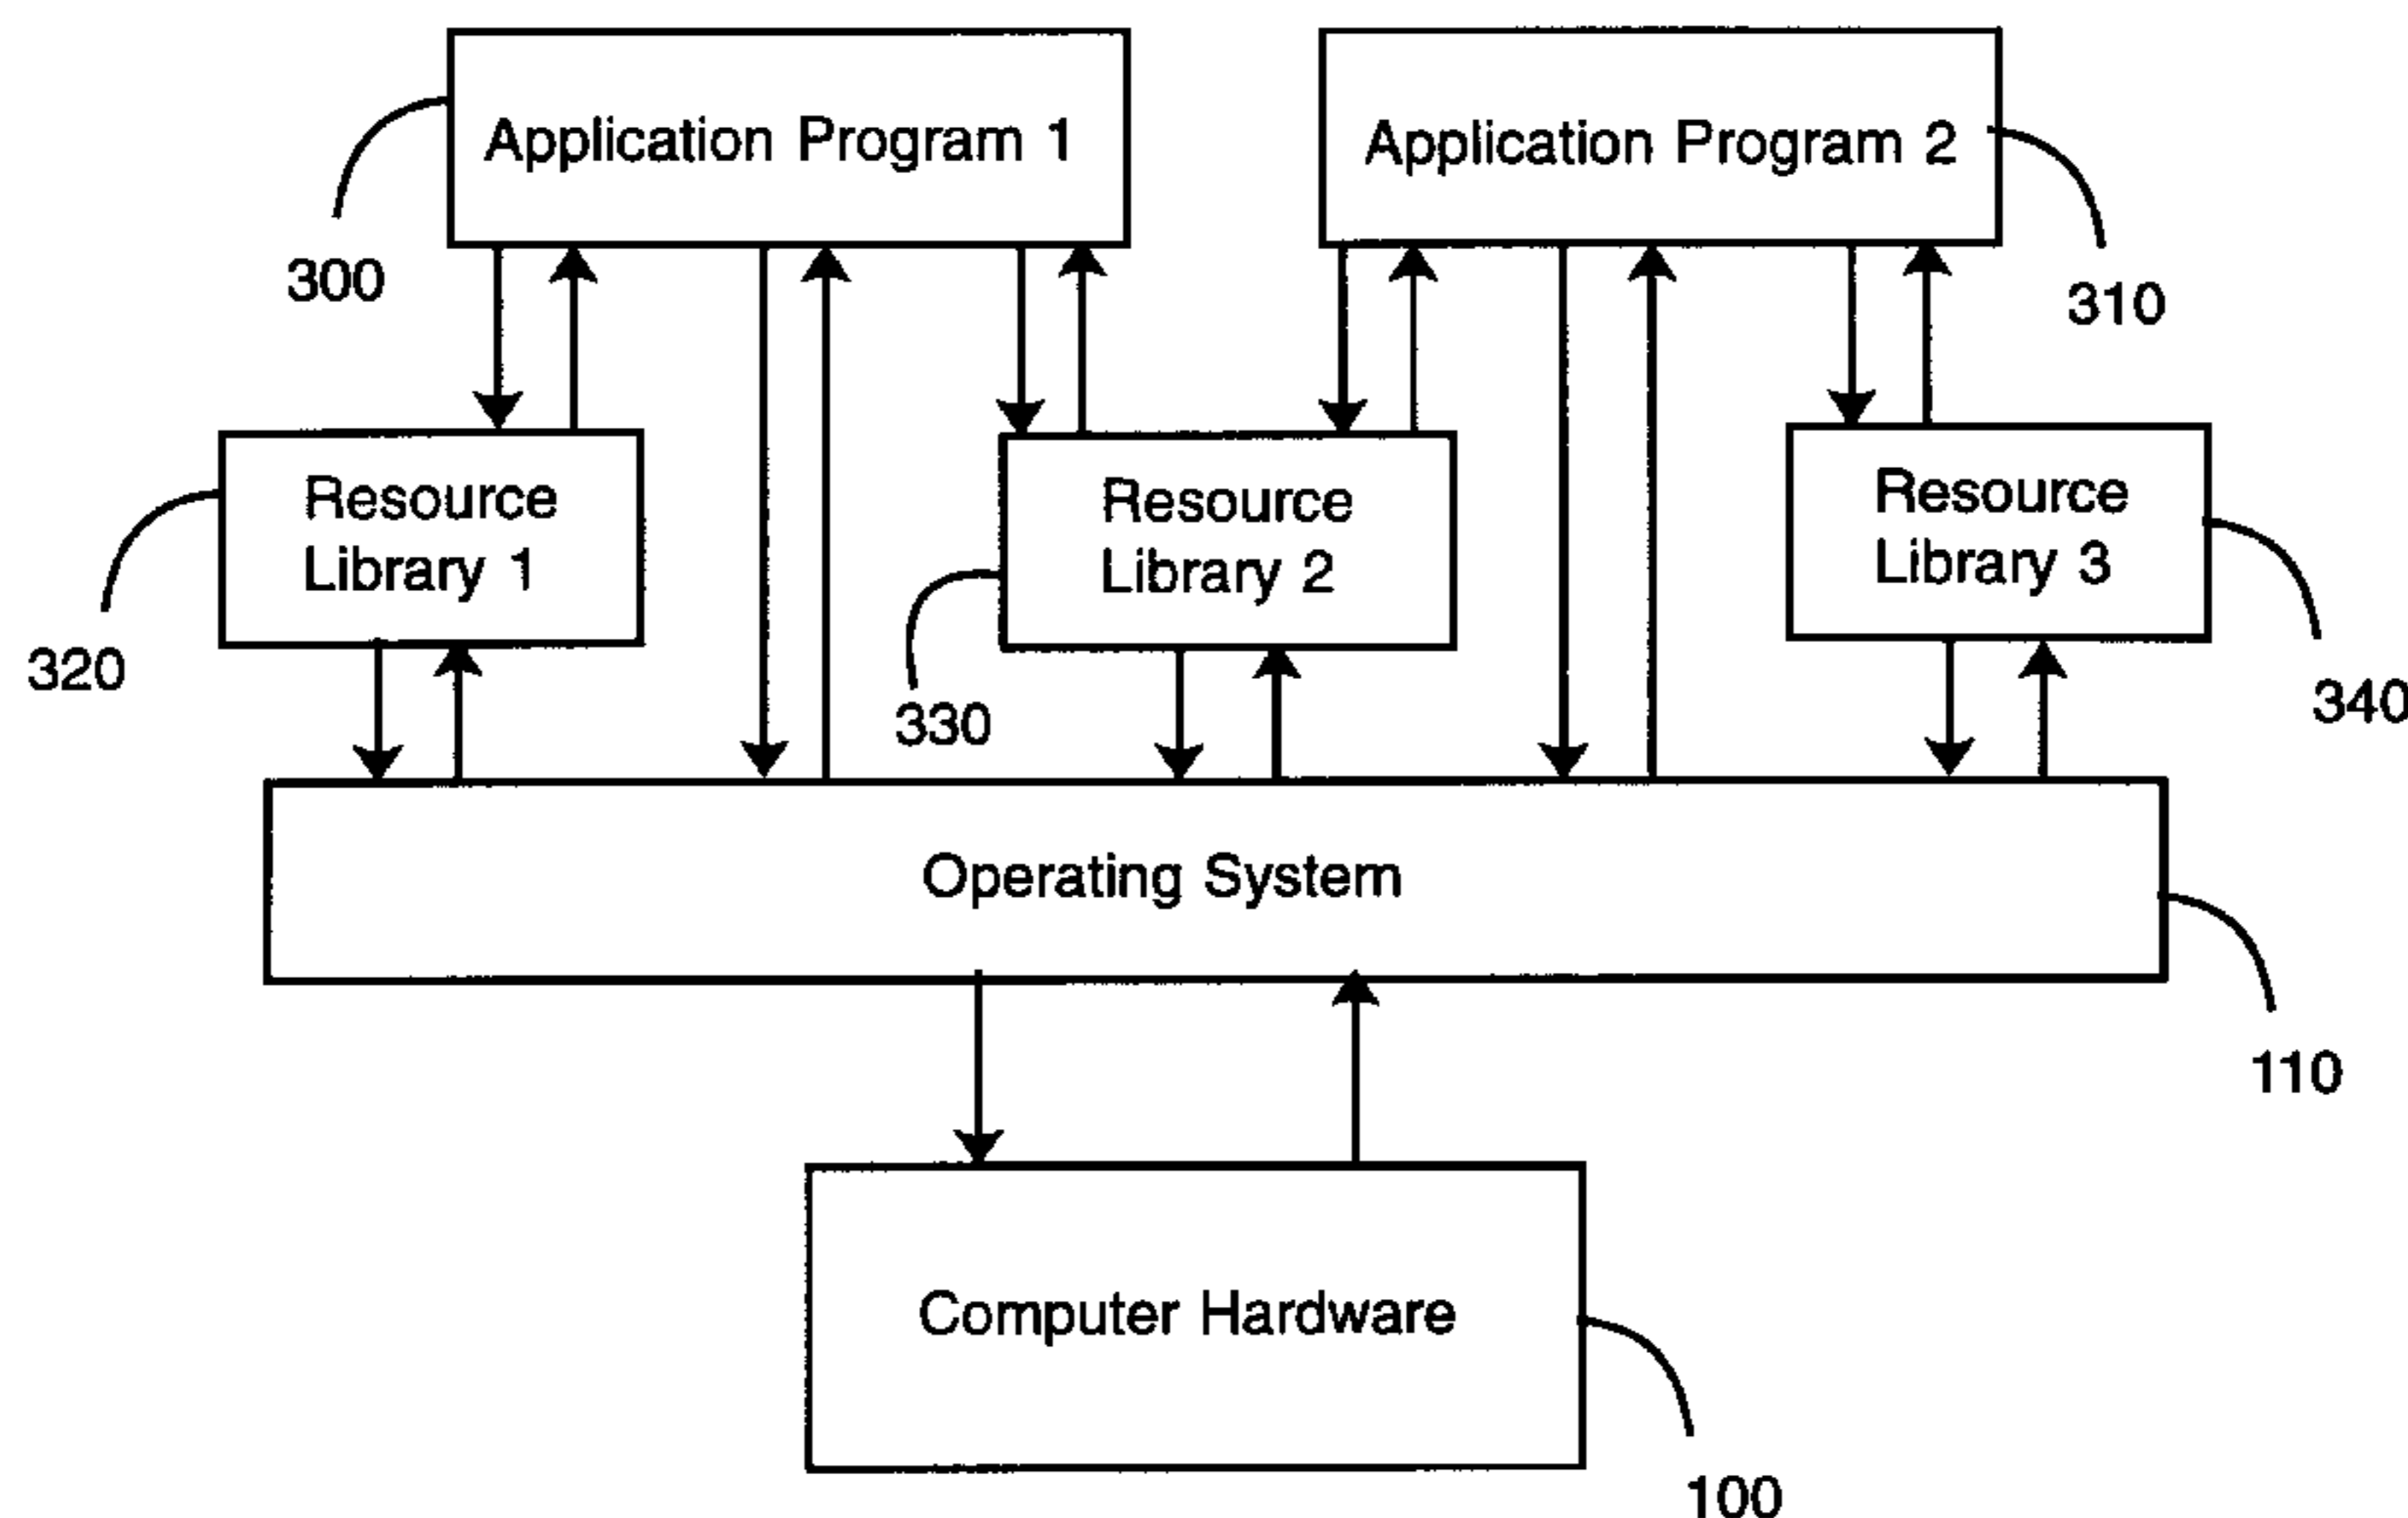 Application Program 1
Application Program 2
300
310
Resource
Library 1
Resource
Library 2
Resource
Library 3
320
330
340
Operating System
110
Computer Hardware
100